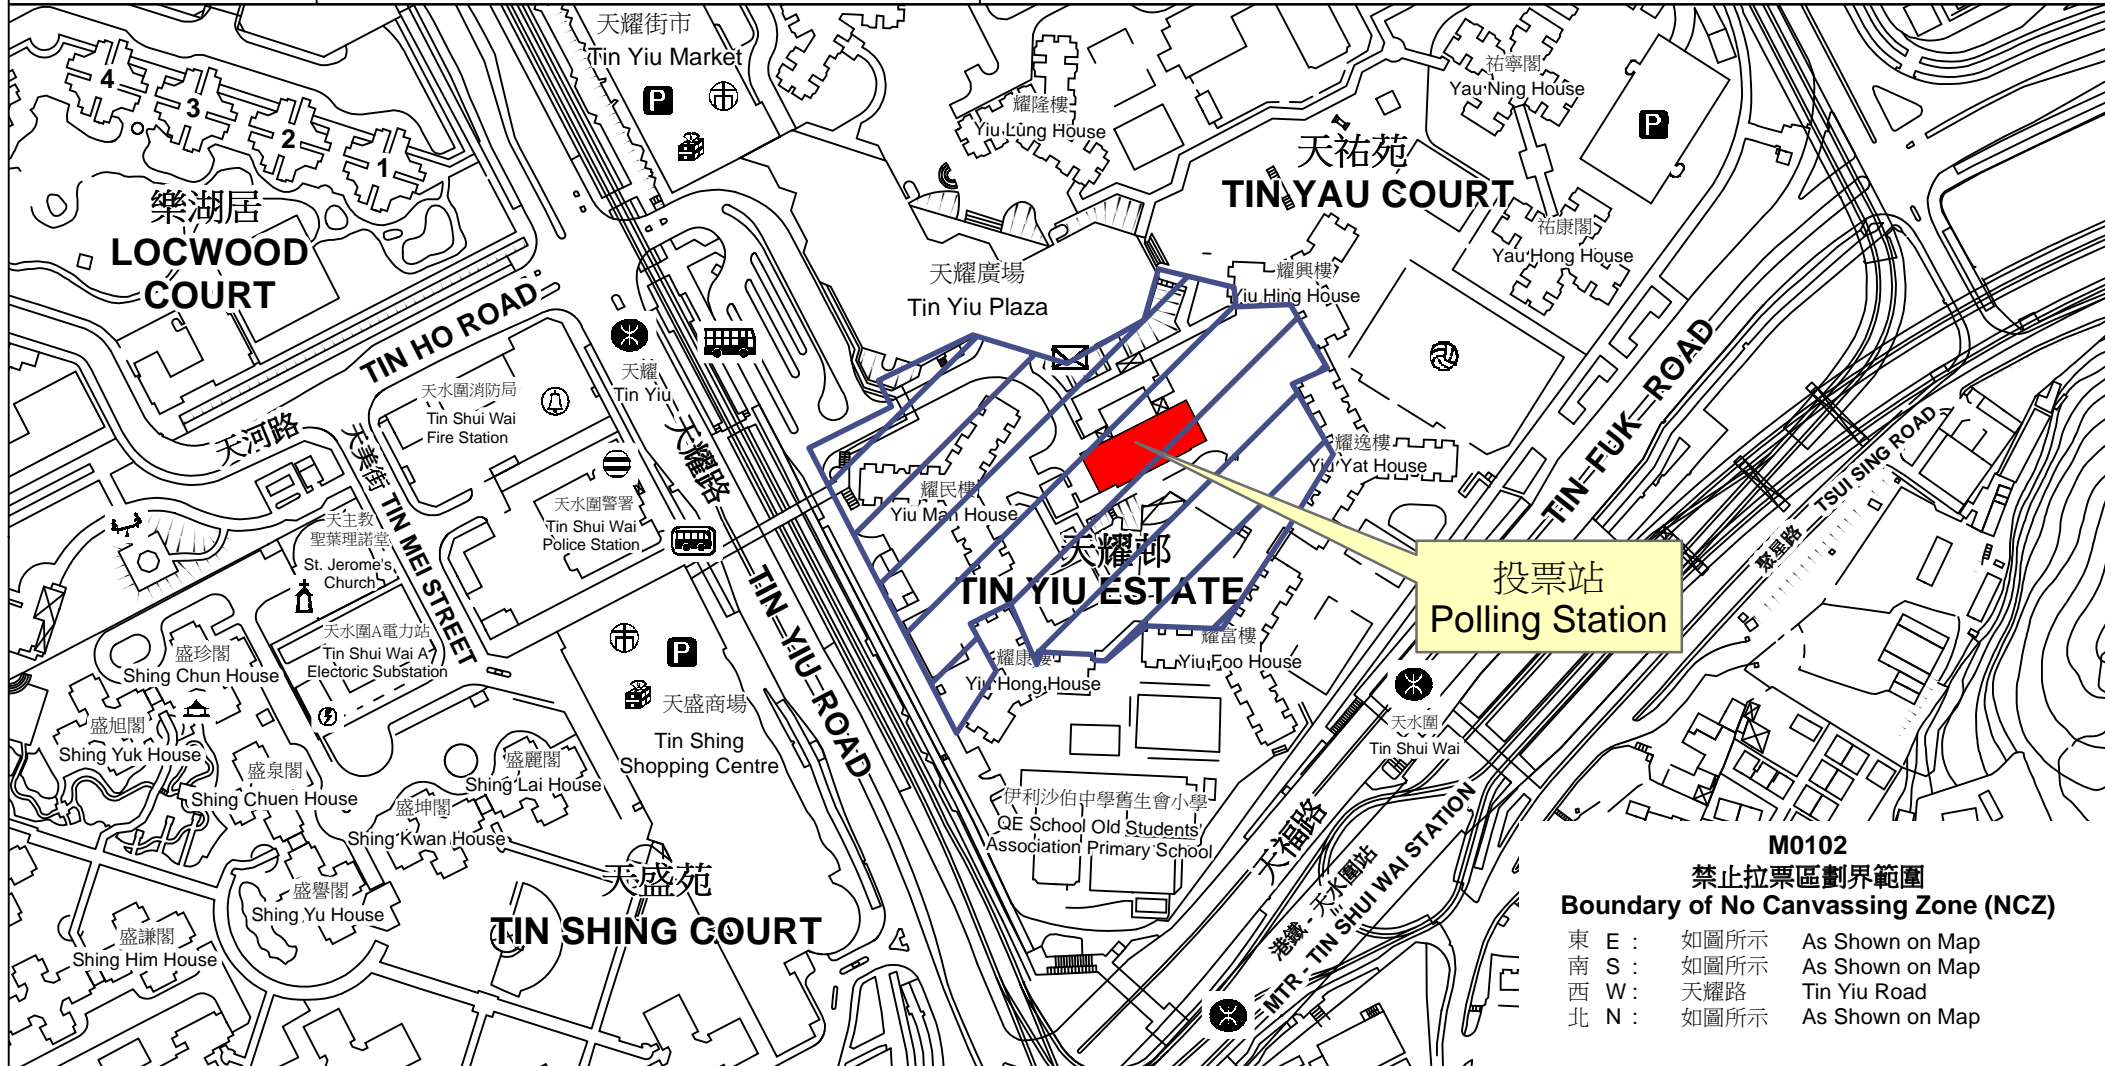 天耀街市
Tin Yiu Market
P
4
3
2
1
樂湖居
LOCWOOD
COURT
耀隆樓
Yiu Lung House
祐寧閣
Yau Ning House
P
天祐苑
TIN YAU COURT
祐康閣
Yau Hong House
天耀廣場
Tin Yiu Plaza
耀興樓
Yiu Hing House
TIN HO ROAD
天河路
天耀
Tin Yiu
天水圍消防局
Tin Shui Wai
Fire Station
天美街 TIN MEI STREET
天耀路
TIN YIU ROAD
天水圍警署
Tin Shui Wai
Police Station
天主教
聖葉理諾堂
St. Jerome's
Church
天水圍A電力站
Tin Shui Wai A
Electoric Substation
耀民樓
Yiu Man House
耀逸樓
Yiu Yat House
天耀邨
TIN YIU ESTATE
投票站
Polling Station
TIN FUK ROAD
天福路
聚星路 TSUI SING ROAD
耀康樓
Yiu Hong House
耀富樓
Yiu Foo House
天水圍
Tin Shui Wai
盛珍閣
Shing Chun House
盛旭閣
Shing Yuk House
盛泉閣
Shing Chuen House
盛坤閣
Shing Kwan House
盛麗閣
Shing Lai House
P
天盛商場
Tin Shing
Shopping Centre
伊利沙伯中學舊生會小學
QE School Old Students'
Association Primary School
盛譽閣
Shing Yu House
盛謙閣
Shing Him House
天盛苑
TIN SHING COURT
港鐵 - 天水圍站
MTR - TIN SHUI WAI STATION
M0102
禁止拉票區劃界範圍
Boundary of No Canvassing Zone (NCZ)
東 E : 如圖所示 As Shown on Map
南 S : 如圖所示 As Shown on Map
西 W : 天耀路 Tin Yiu Road
北 N : 如圖所示 As Shown on Map